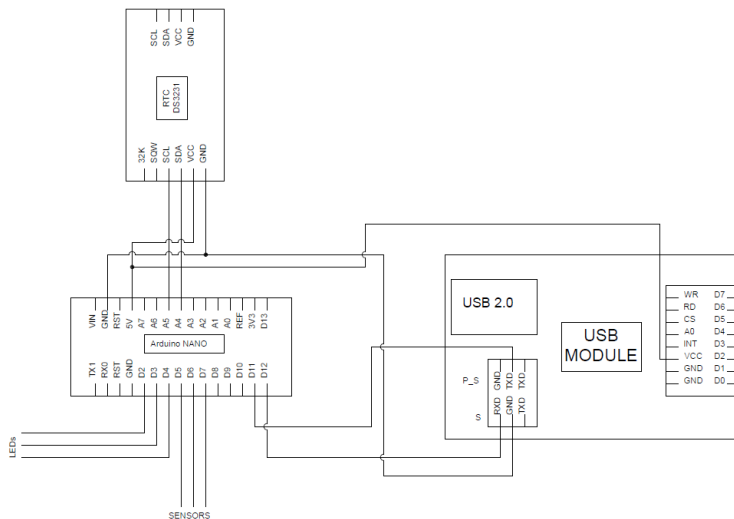 SCL
SDA
VCC
GND
RTC
DS3231
32K
SQW
SCL
SDA
VCC
GND
VIN
GND
RST
5V
A7
A6
A5
A4
A3
A2
A1
A0
REF
3V3
D13
Arduino NANO
TX1
RX0
RST
GND
D2
D3
D4
D5
D6
D7
D8
D9
D10
D11
D12
LEDs
SENSORS
USB 2.0
USB
MODULE
P_S
GND
TXD
TXD
S
RXD
GND
TXD
WR D7
RD D6
CS D5
A0 D4
INT D3
VCC D2
GND D1
GND D0